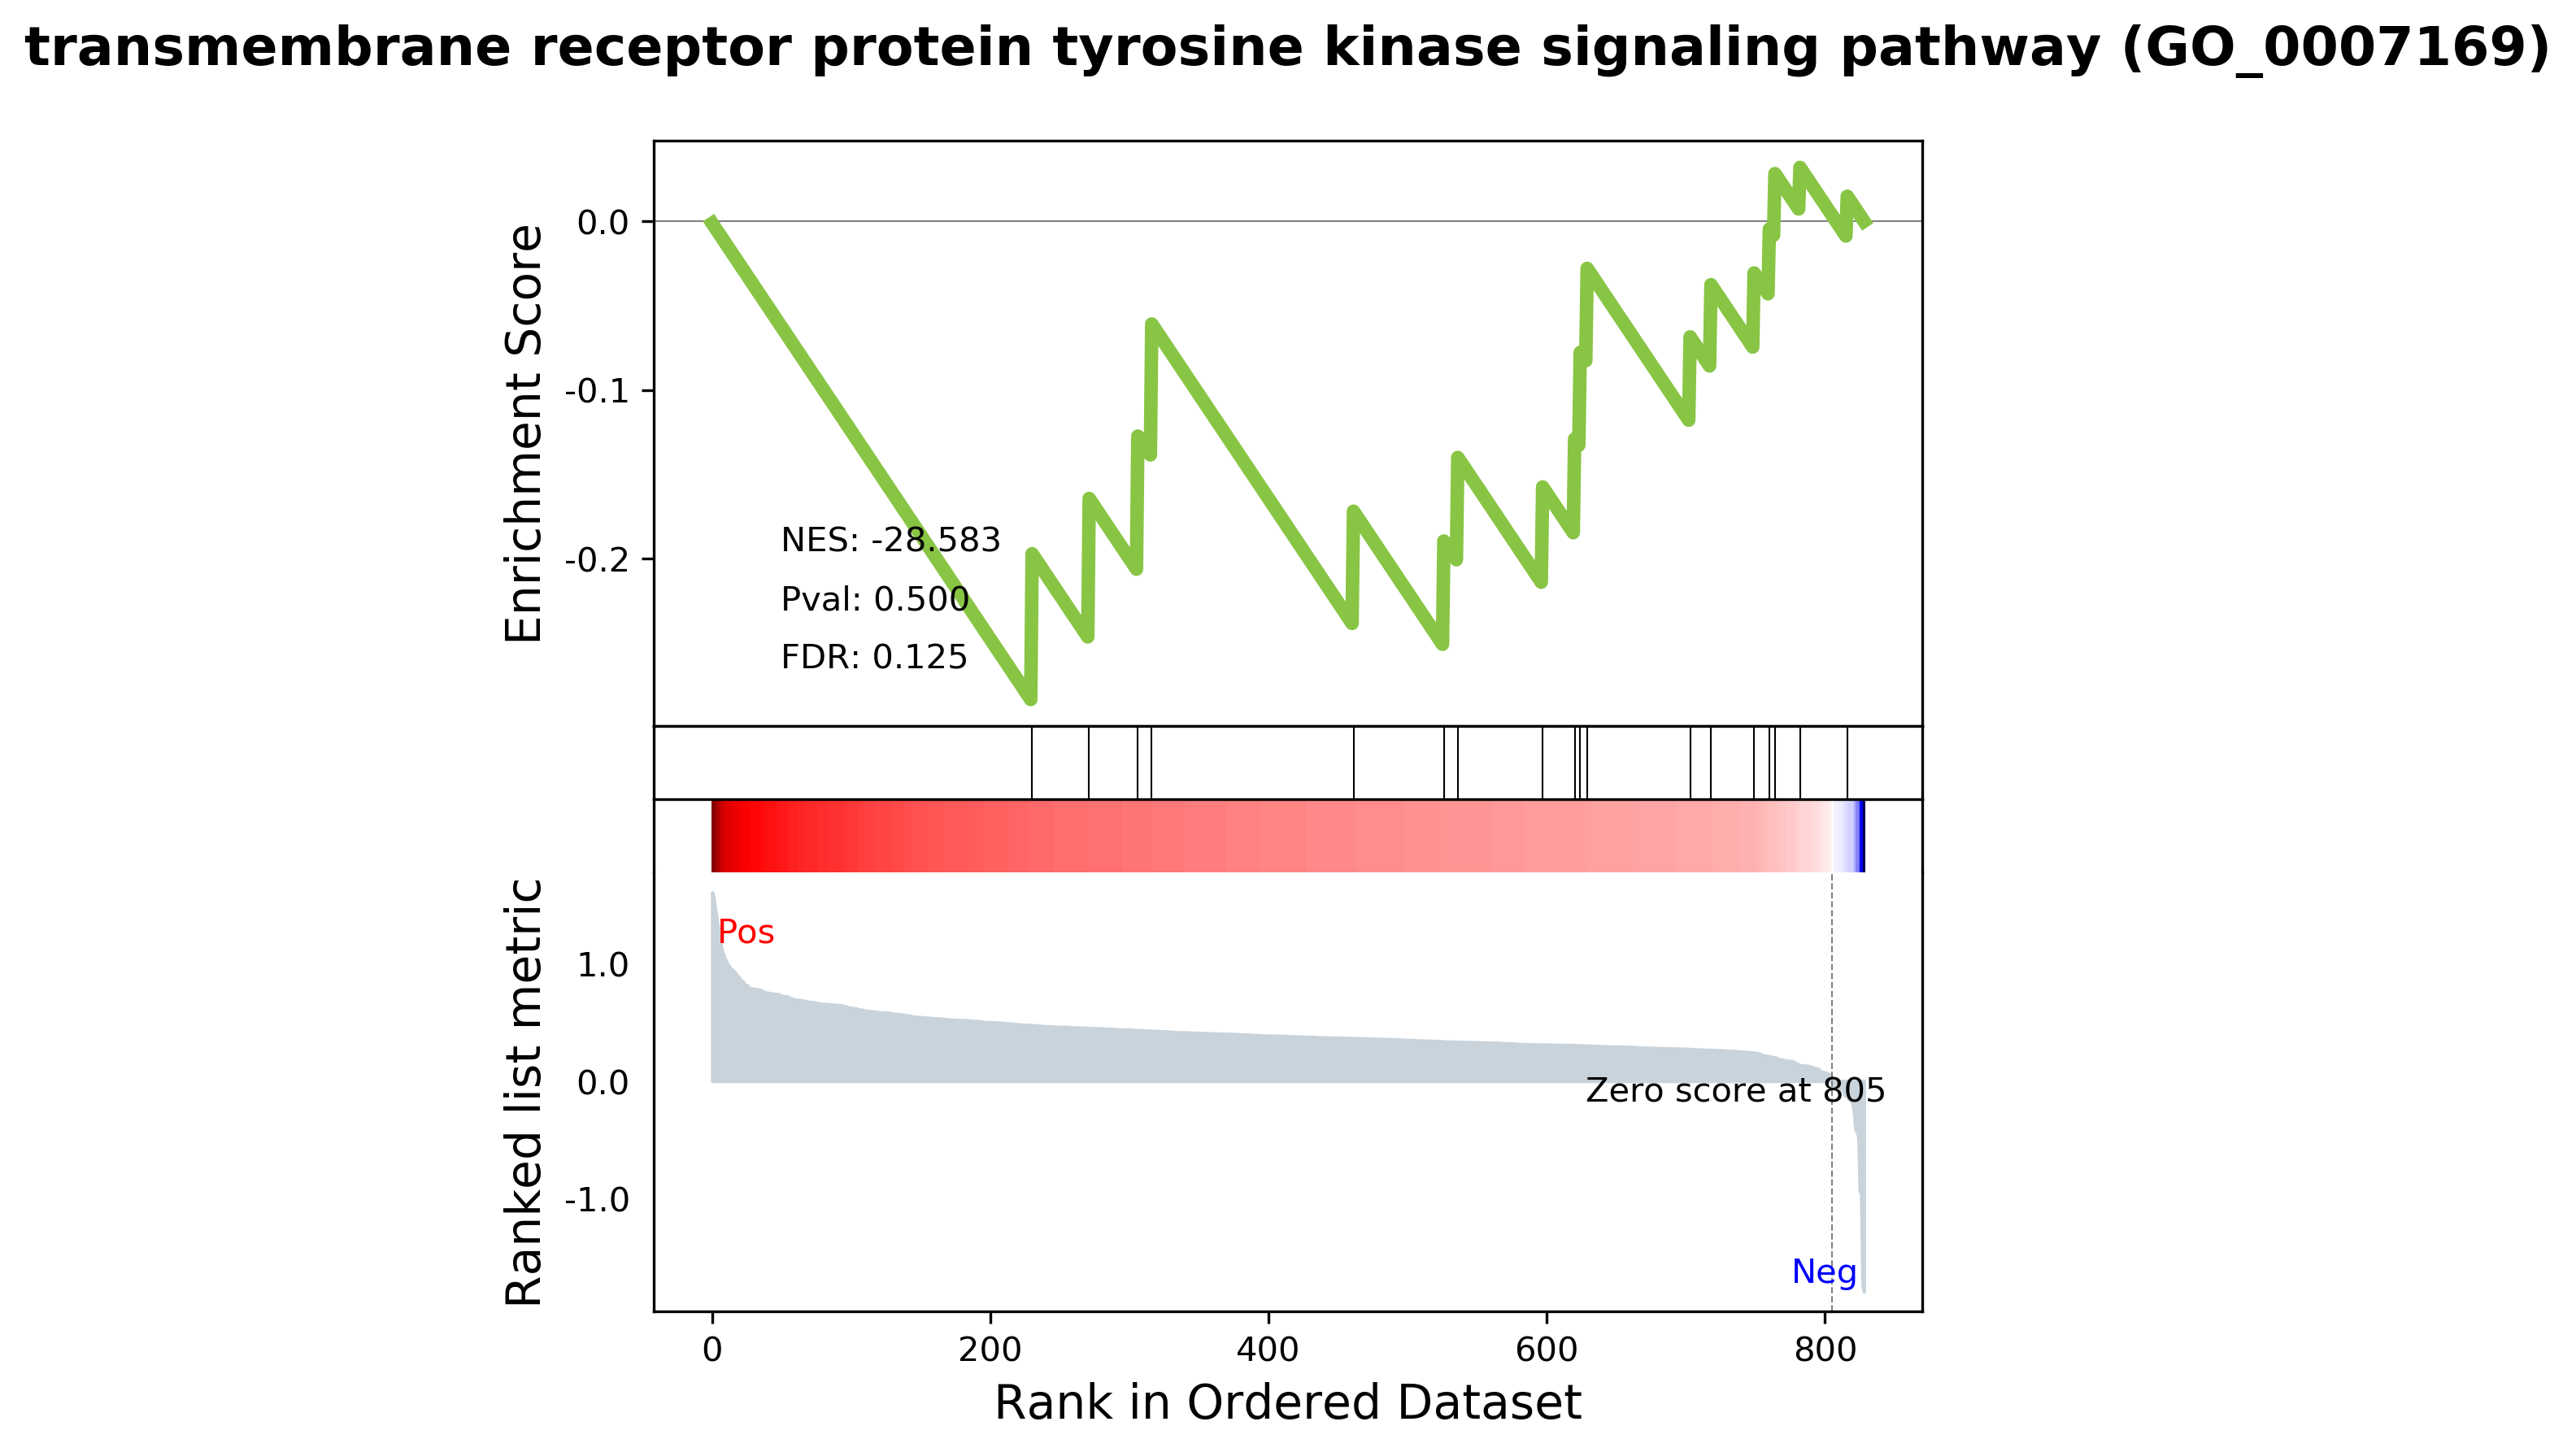 transmembrane receptor protein tyrosine kinase signaling pathway (GO_0007169)
Enrichment Score
0.0
-0.1
-0.2
NES: -28.583
Pval: 0.500
FDR: 0.125
Ranked list metric
1.0
0.0
-1.0
Pos
Zero score at 805
Neg
0 200 400 600 800
Rank in Ordered Dataset